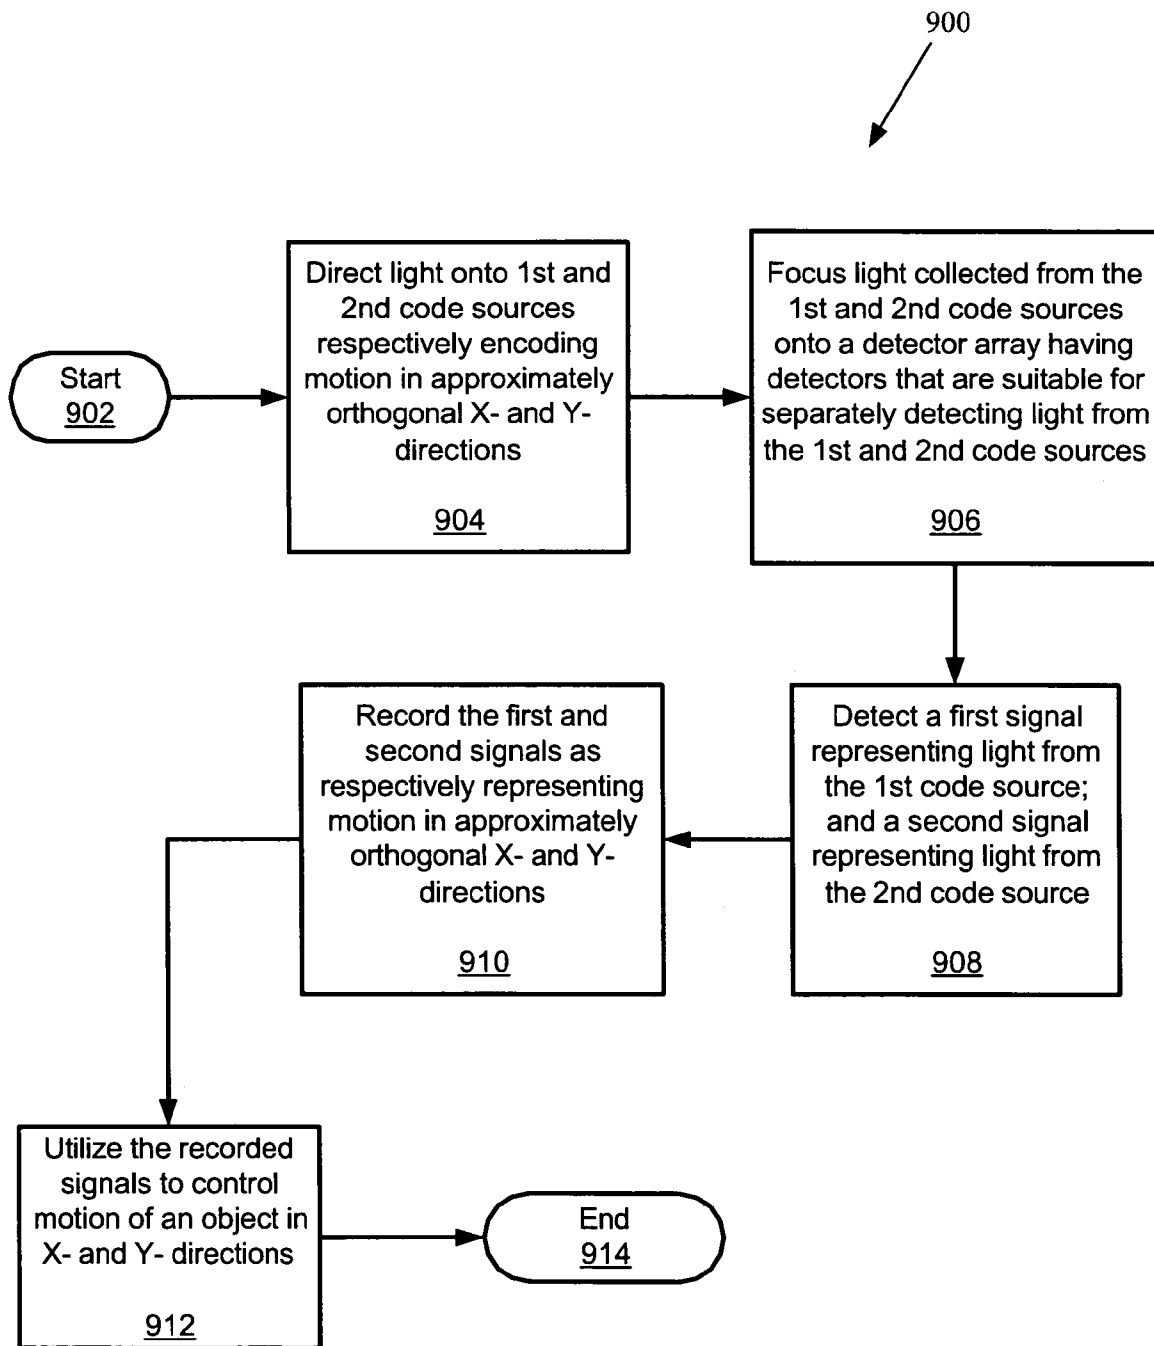 900
Start
902
Direct light onto 1st and
2nd code sources
respectively encoding
motion in approximately
orthogonal X- and Y-
directions
904
Focus light collected from the
1st and 2nd code sources
onto a detector array having
detectors that are suitable for
separately detecting light from
the 1st and 2nd code sources
906
Detect a first signal
representing light from
the 1st code source;
and a second signal
representing light from
the 2nd code source
908
Record the first and
second signals as
respectively representing
motion in approximately
orthogonal X- and Y-
directions
910
Utilize the recorded
signals to control
motion of an object in
X- and Y- directions
912
End
914